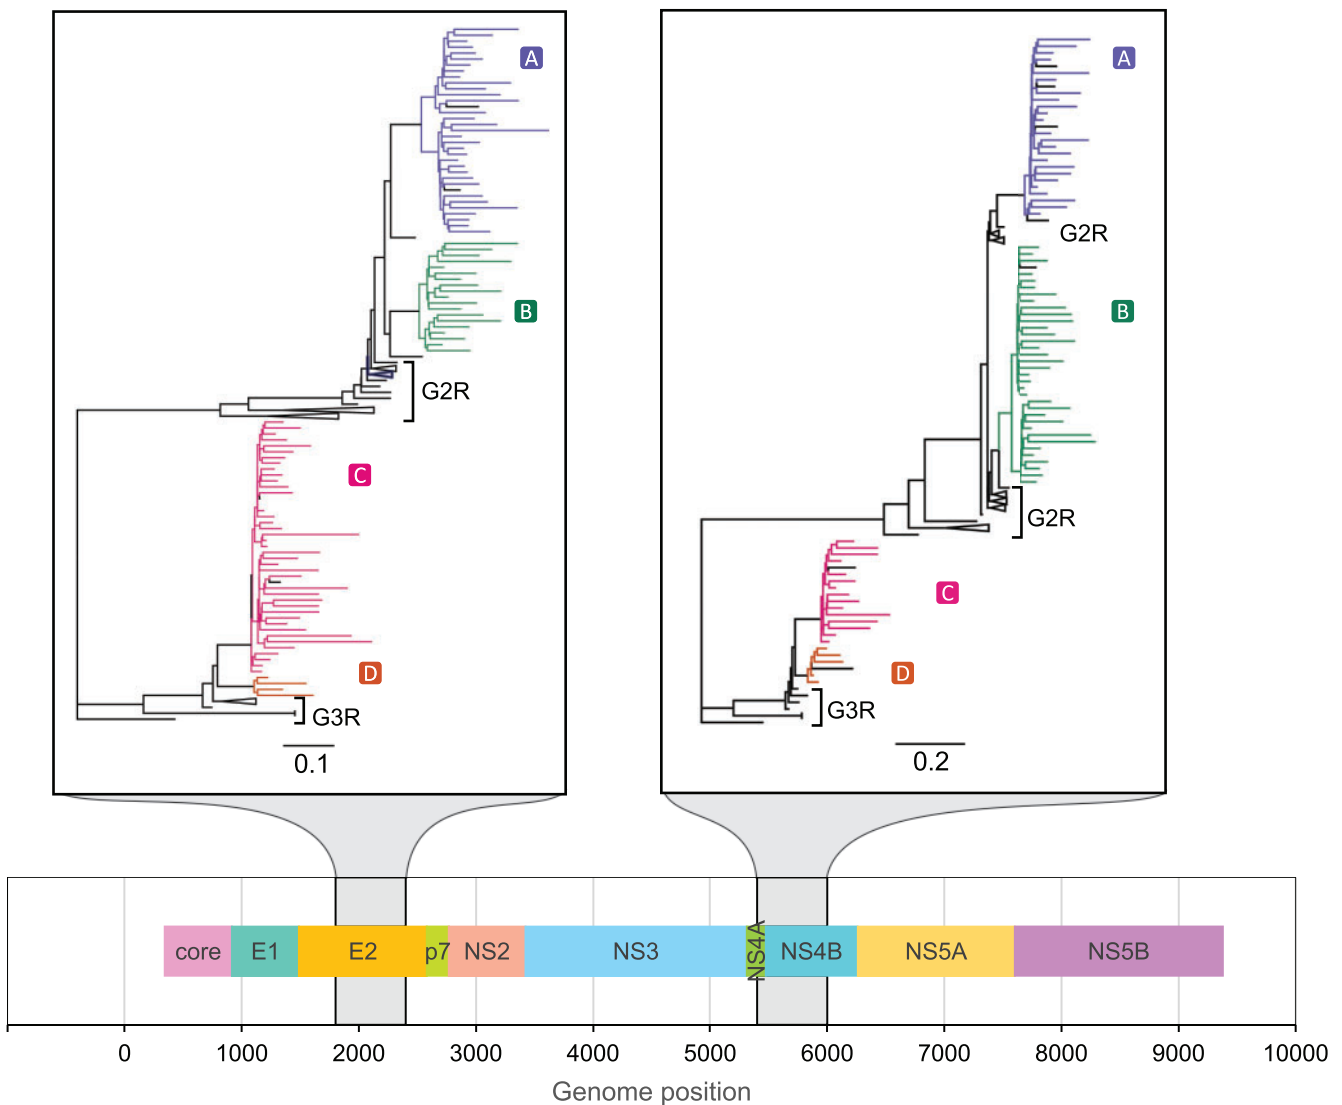 A
B
G2R
C
D
G3R
0.1
A
G2R
B
G2R
C
D
G3R
0.2
core E1 E2 p7 NS2 NS3 NS4A NS4B NS5A NS5B
0 1000 2000 3000 4000 5000 6000 7000 8000 9000 10000
Genome position